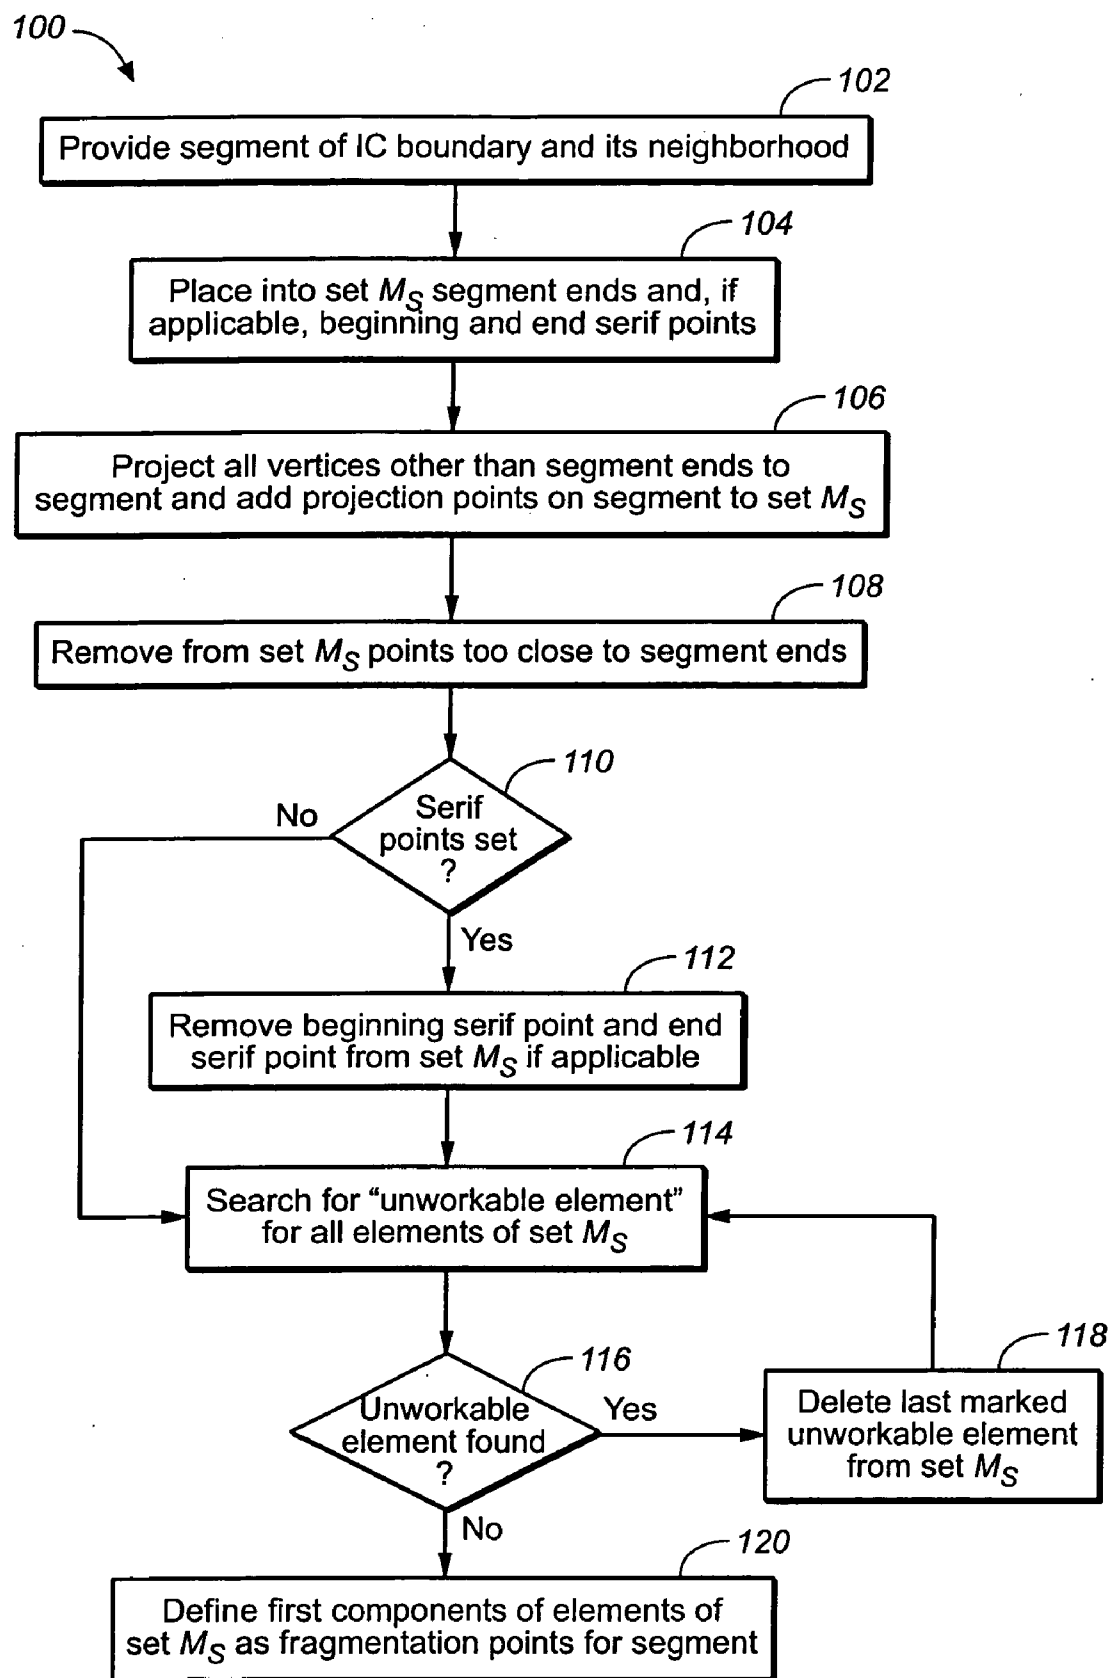 100
102
Provide segment of IC boundary and its neighborhood
104
Place into set MS segment ends and, if
applicable, beginning and end serif points
106
Project all vertices other than segment ends to
segment and add projection points on segment to set MS
108
Remove from set MS points too close to segment ends
110
Serif
points set
?
No
Yes
112
Remove beginning serif point and end
serif point from set MS if applicable
114
Search for “unworkable element”
for all elements of set MS
116
Unworkable
element found
?
Yes
118
Delete last marked
unworkable element
from set MS
No
120
Define first components of elements of
set MS as fragmentation points for segment